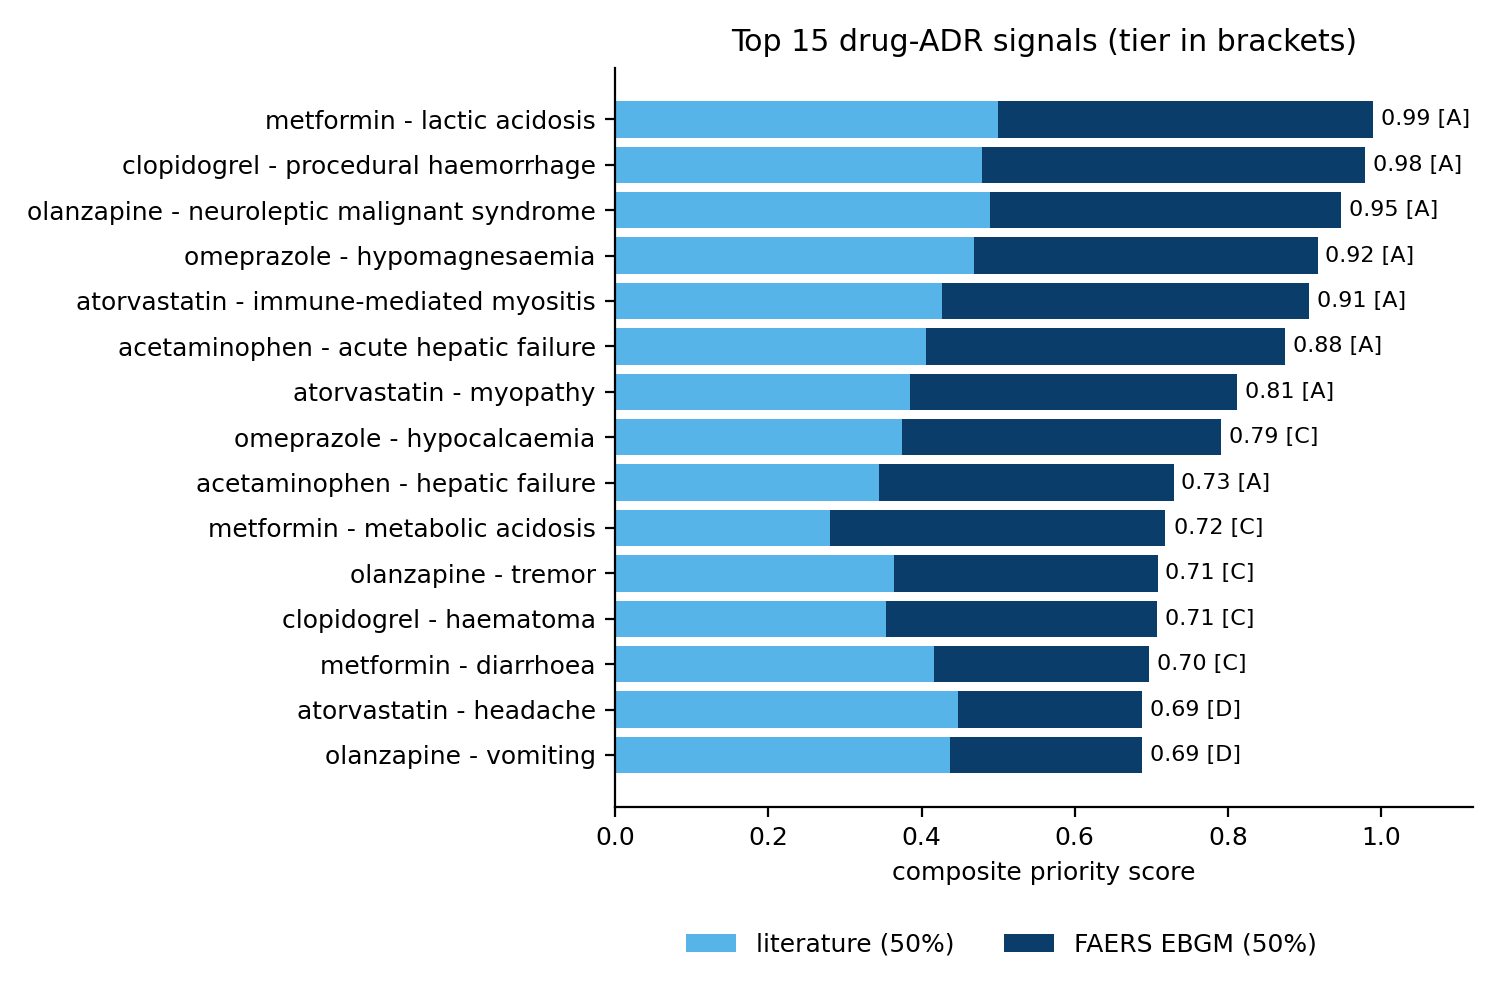 Top 15 drug-ADR signals (tier in brackets)
metformin - lactic acidosis 0.99 [A]
clopidogrel - procedural haemorrhage 0.98 [A]
olanzapine - neuroleptic malignant syndrome 0.95 [A]
omeprazole - hypomagnesaemia 0.92 [A]
atorvastatin - immune-mediated myositis 0.91 [A]
acetaminophen - acute hepatic failure 0.88 [A]
atorvastatin - myopathy 0.81 [A]
omeprazole - hypocalcaemia 0.79 [C]
acetaminophen - hepatic failure 0.73 [A]
metformin - metabolic acidosis 0.72 [C]
olanzapine - tremor 0.71 [C]
clopidogrel - haematoma 0.71 [C]
metformin - diarrhoea 0.70 [C]
atorvastatin - headache 0.69 [D]
olanzapine - vomiting 0.69 [D]
0.0 0.2 0.4 0.6 0.8 1.0
composite priority score
literature (50%) FAERS EBGM (50%)